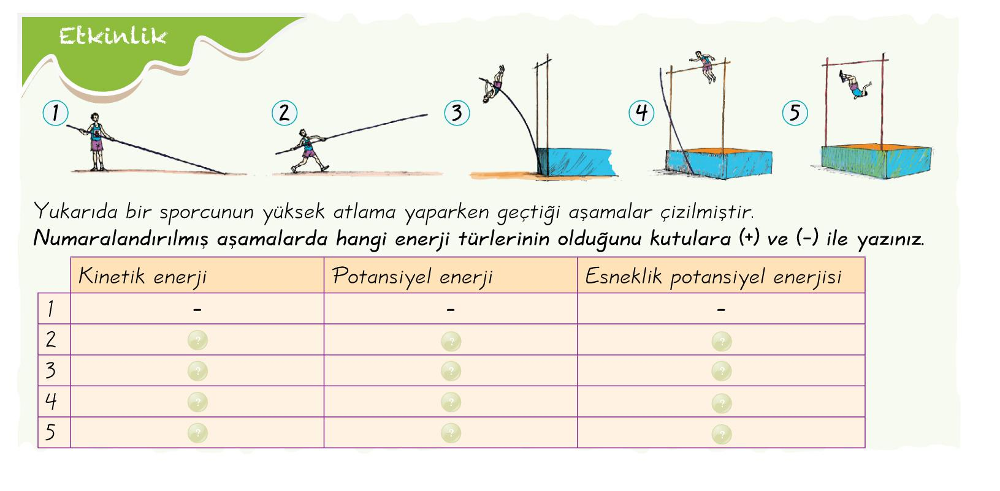 Etkinlik
1 2 3 4 5
Yukarıda bir sporcunun yüksek atlama yaparken geçtiği aşamalar çizilmiştir.
Numaralandırılmış aşamalarda hangi enerji türlerinin olduğunu kutulara (+) ve (–) ile yazınız.
Kinetik enerji Potansiyel enerji Esneklik potansiyel enerjisi
1 – – –
2 ? ? ?
3 ? ? ?
4 ? ? ?
5 ? ? ?